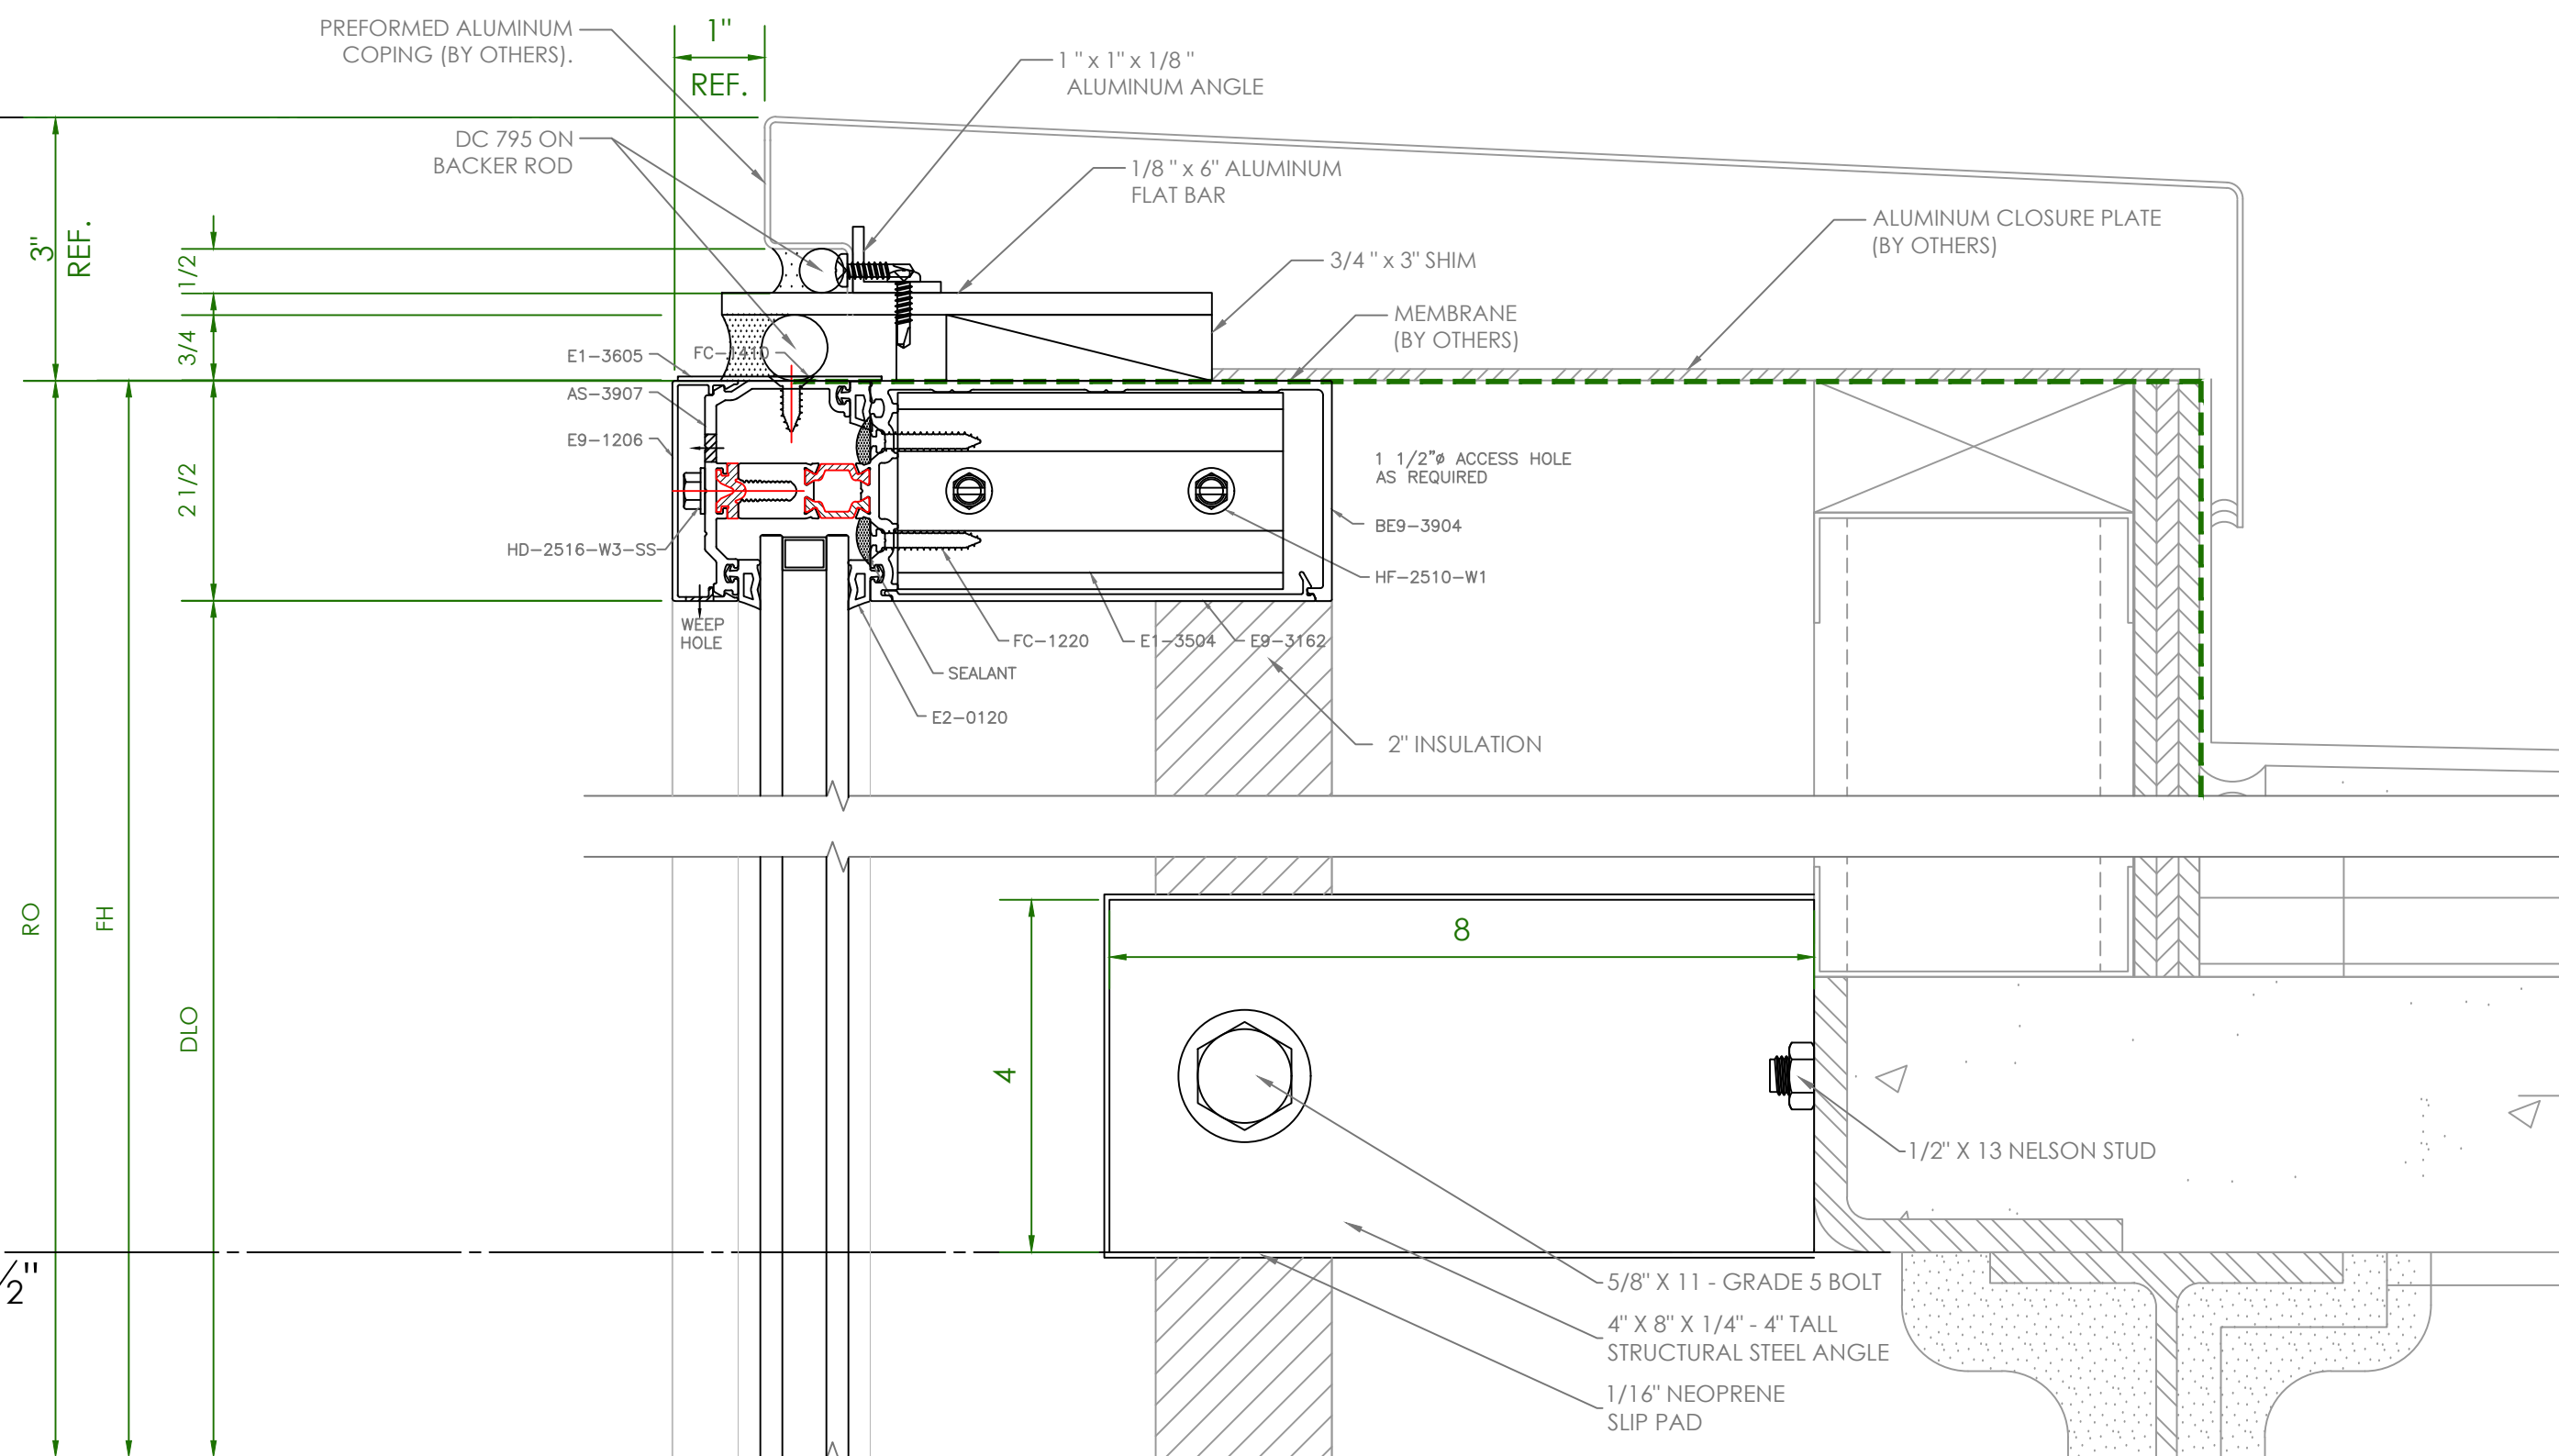 PREFORMED ALUMINUM
COPING (BY OTHERS).
1"
REF.
1 " x 1" x 1/8 "
ALUMINUM ANGLE
DC 795 ON
BACKER ROD
1/8 " x 6" ALUMINUM
FLAT BAR
ALUMINUM CLOSURE PLATE
(BY OTHERS)
3"
REF.
1/2
3/4 " x 3" SHIM
MEMBRANE
(BY OTHERS)
3/4
E1-3605
FC-1410
AS-3907
E9-1206
2 1/2
1 1/2"ø ACCESS HOLE
AS REQUIRED
BE9-3904
HD-2516-W3-SS
HF-2510-W1
WEEP
HOLE
FC-1220
E1-3504
E9-3162
SEALANT
E2-0120
2" INSULATION
RO
FH
DLO
8
4
1/2" X 13 NELSON STUD
5/8" X 11 - GRADE 5 BOLT
4" X 8" X 1/4" - 4" TALL
STRUCTURAL STEEL ANGLE
1/16" NEOPRENE
SLIP PAD